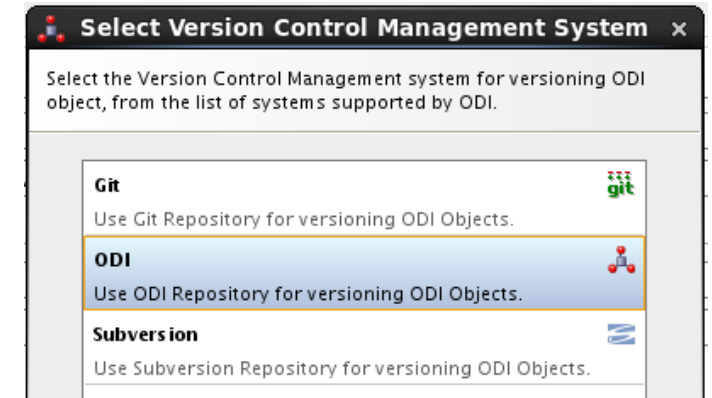 Select Version Control Management System ×
Select the Version Control Management system for versioning ODI
object, from the list of systems supported by ODI.
Git
git
Use Git Repository for versioning ODI Objects.
ODI
Use ODI Repository for versioning ODI Objects.
Subversion
Use Subversion Repository for versioning ODI Objects.